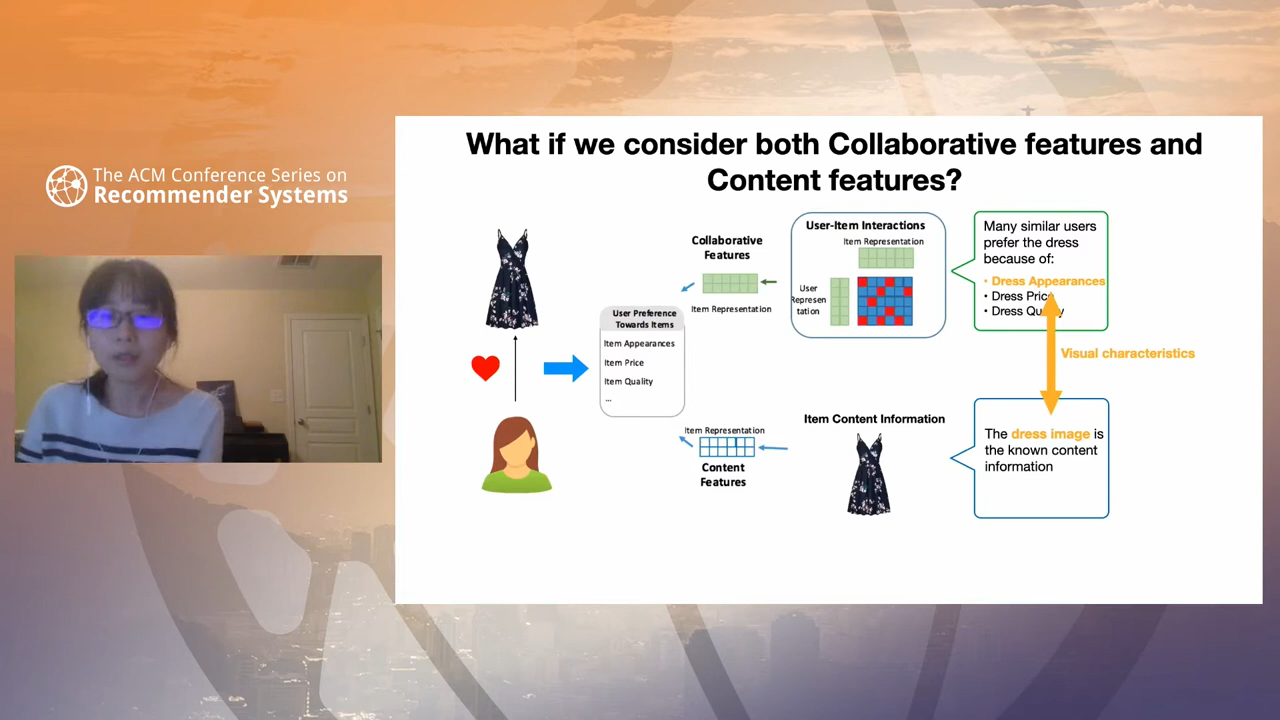 The ACM Conference Series on
Recommender Systems
What if we consider both Collaborative features and
Content features?
Collaborative
Features
Item Representation
User-Item Interactions
Item Representation
User
Represen
tation
Many similar users
prefer the dress
because of:
• Dress Appearances
• Dress Price
• Dress Quality
Visual characteristics
User Preference
Towards Items
Item Appearances
Item Price
Item Quality
...
Item Representation
Content
Features
Item Content Information
The dress image is
the known content
information